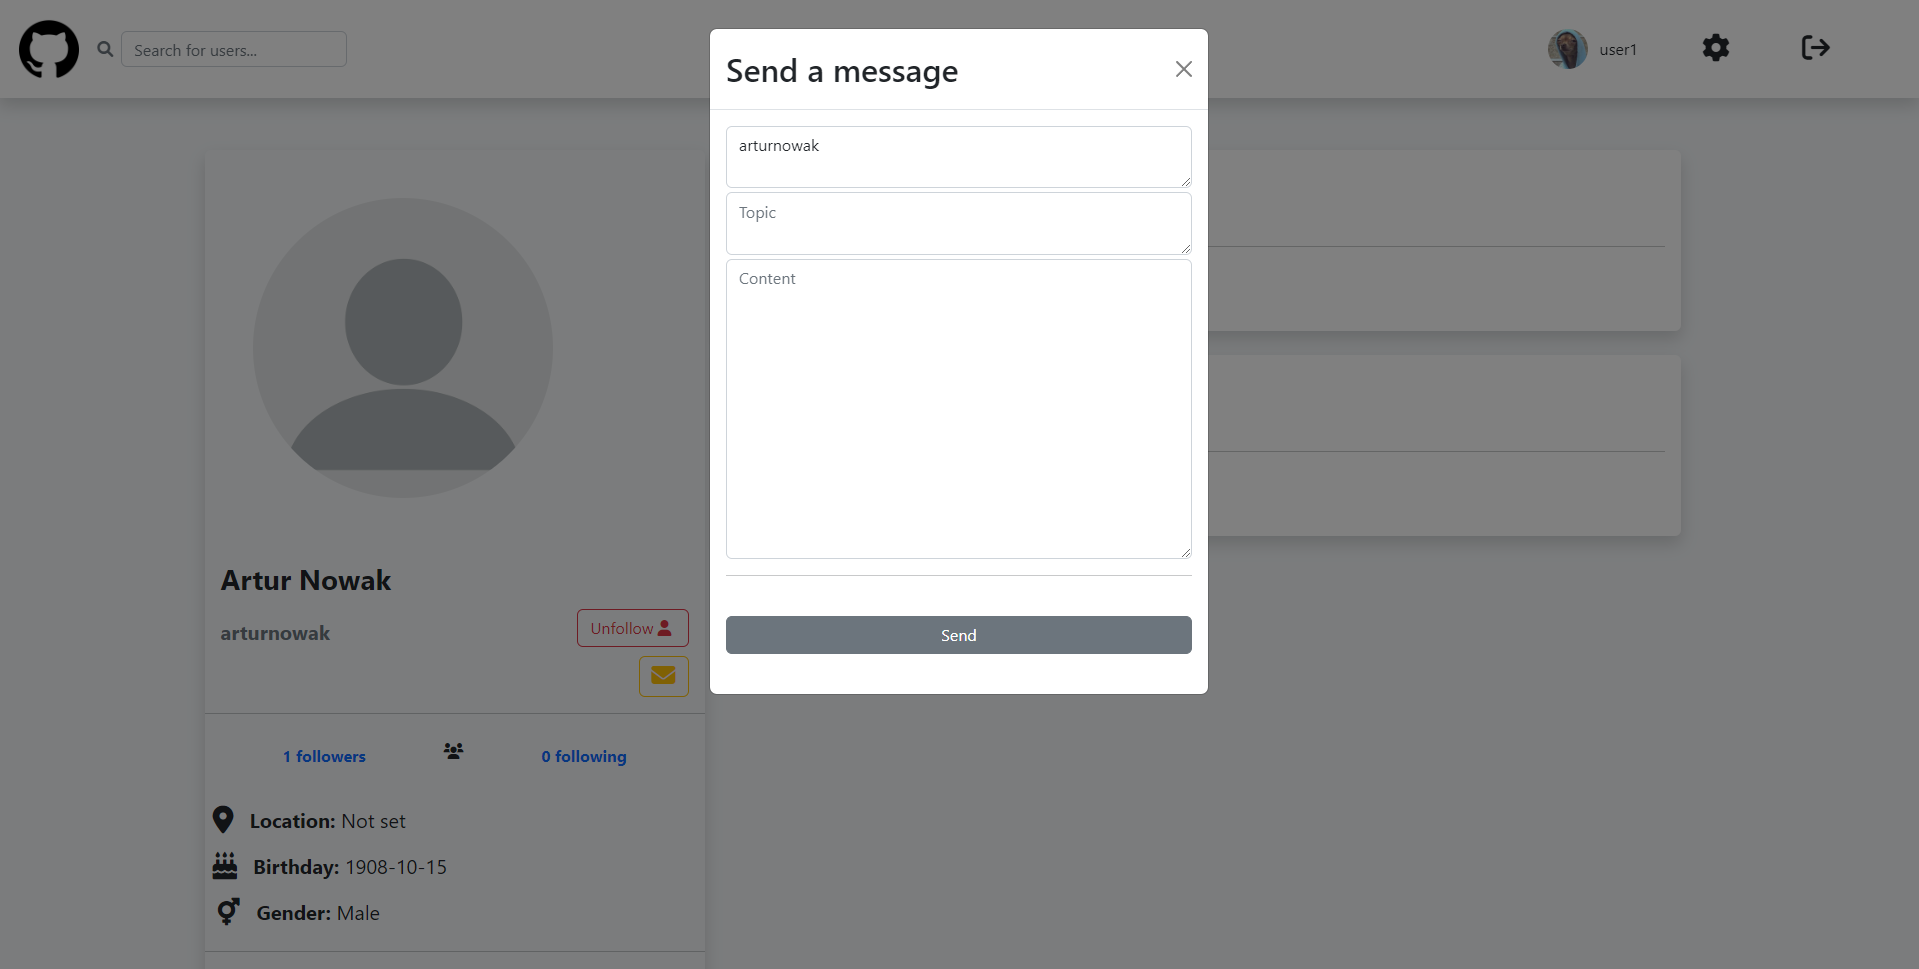 Search for users...
user1
Send a message
arturnowak
Topic
Content
Send
Artur Nowak
arturnowak
Unfollow
1 followers
0 following
Location: Not set
Birthday: 1908-10-15
Gender: Male